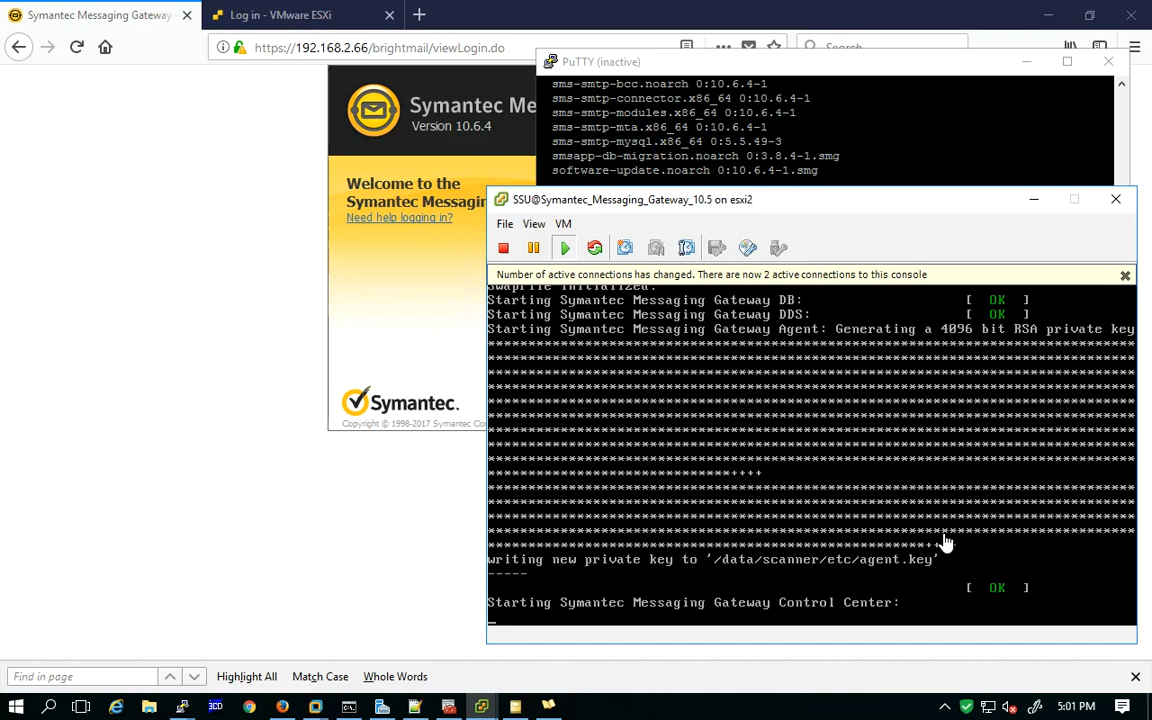 Symantec Messaging Gateway
Log in - VMware ESXi
https://192.168.2.66/brightmail/viewLogin.do
Search
PuTTY (inactive)
sms-smtp-bcc.noarch 0:10.6.4-1
sms-smtp-connector.x86_64 0:10.6.4-1
sms-smtp-modules.x86_64 0:10.6.4-1
sms-smtp-mta.x86_64 0:10.6.4-1
sms-smtp-mysql.x86_64 0:5.5.49-3
smsapp-db-migration.noarch 0:3.8.4-1.smg
software-update.noarch 0:10.6.4-1.smg
Symantec Me
Version 10.6.4
Welcome to the
Symantec Messagin
Need help logging in?
Symantec.
Copyright © 1998-2017 Symantec Co
SSU@Symantec_Messaging_Gateway_10.5 on esxi2
File View VM
Number of active connections has changed. There are now 2 active connections to this console
Swapfile initialized.
Starting Symantec Messaging Gateway DB: [ OK ]
Starting Symantec Messaging Gateway DDS: [ OK ]
Starting Symantec Messaging Gateway Agent: Generating a 4096 bit RSA private key
writing new private key to '/data/scanner/etc/agent.key'
-----
[ OK ]
Starting Symantec Messaging Gateway Control Center:
Find in page
Highlight All
Match Case
Whole Words
5:01 PM